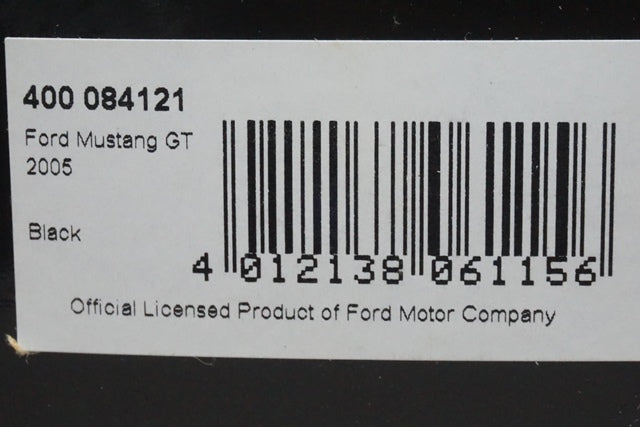 400 084121
Ford Mustang GT
2005
Black
4 012138 061156
Official Licensed Product of Ford Motor Company